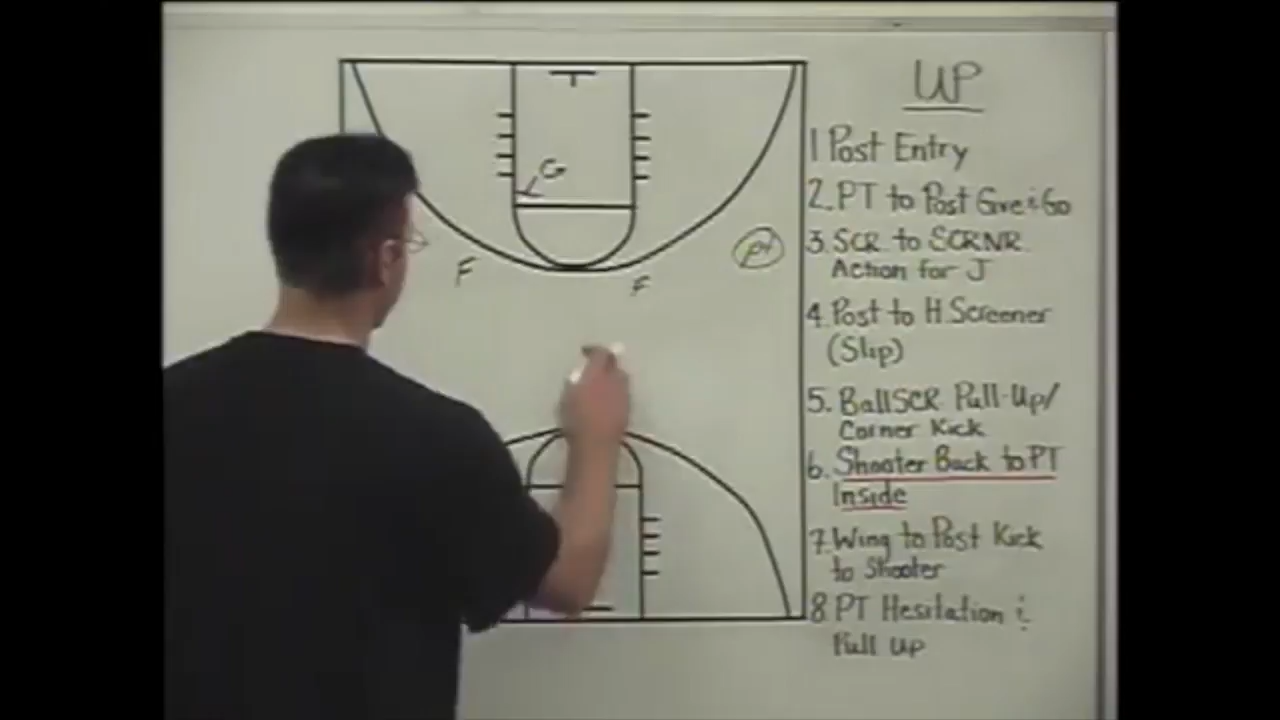 UP
1 Post Entry
2. PT to Post Give & Go
3. SCR to SCRNR
Action for J
4. Post to H. Screener
(Slip)
5. Ball SCR Pull-Up/
Corner Kick
6. Shooter Back to PT
Inside
7. Wing to Post Kick
to Shooter
8. PT Hesitation &
Pull Up
G
F
F
PT